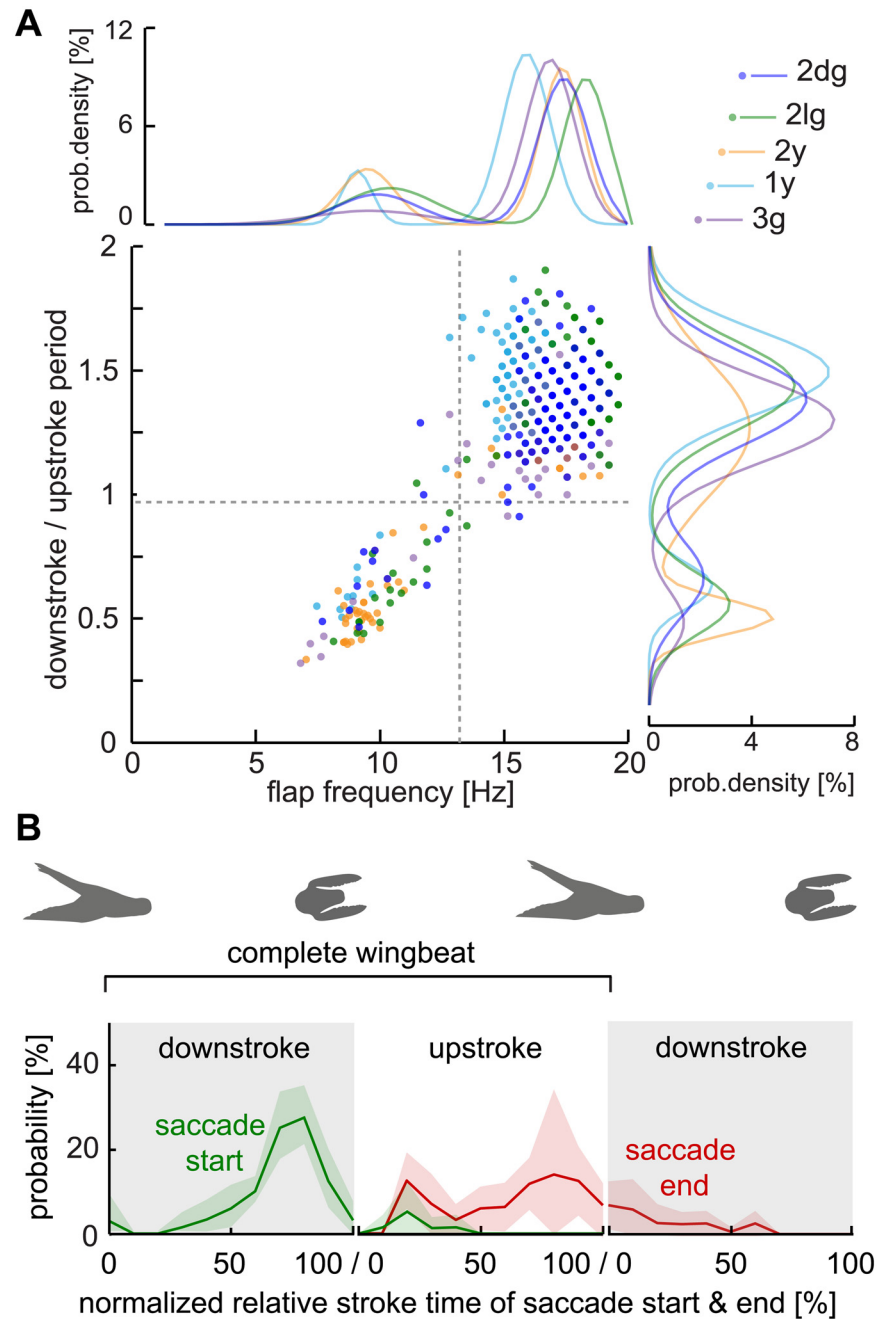 A
12
6
0
prob.density [%]
2dg
2lg
2y
1y
3g
2
1.5
1
0.5
0
downstroke / upstroke period
0 5 10 15 20
flap frequency [Hz]
0 4 8
prob.density [%]
B
complete wingbeat
downstroke upstroke downstroke
40
20
0
probability [%]
saccade
start
saccade
end
0 50 100 / 0 50 100 / 0 50 100
normalized relative stroke time of saccade start & end [%]